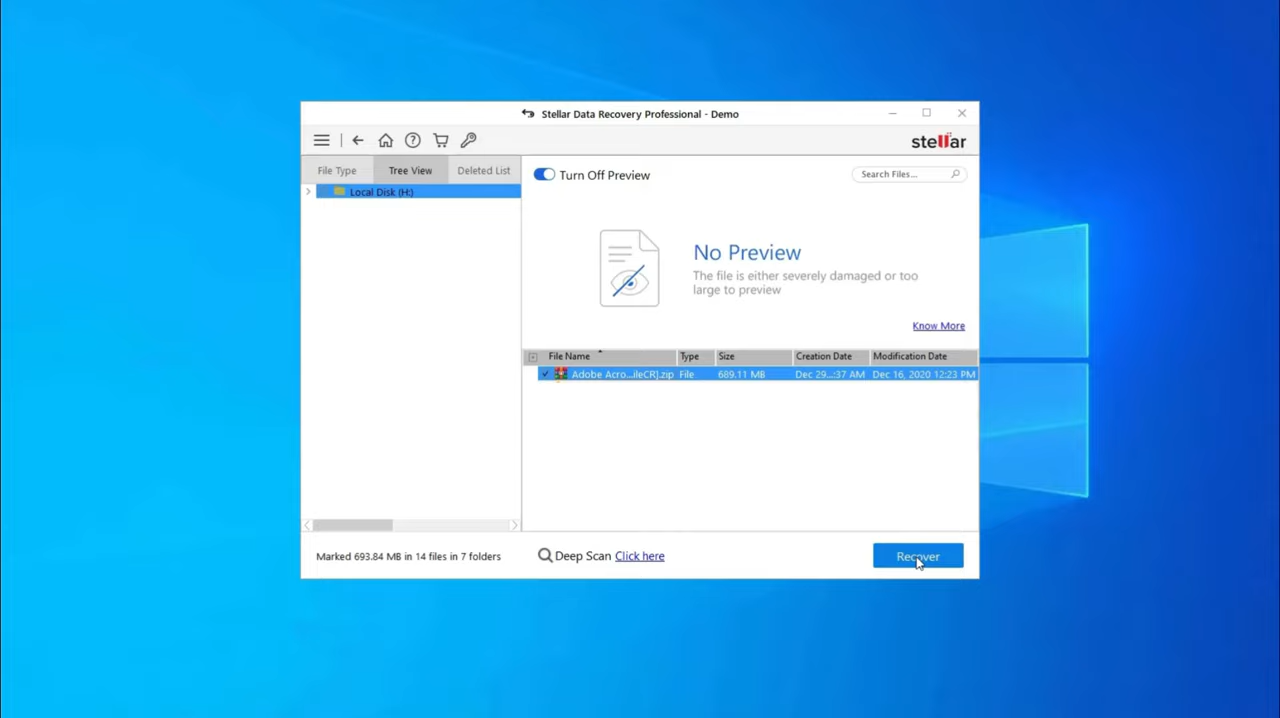 Stellar Data Recovery Professional - Demo
stellar
File Type Tree View Deleted List
Turn Off Preview
Search Files...
Local Disk (H:)
No Preview
The file is either severely damaged or too
large to preview
Know More
File Name Type Size Creation Date Modification Date
Adobe Acro...ileCR].zip File 689.11 MB Dec 29...:37 AM Dec 16, 2020 12:23 PM
Marked 693.84 MB in 14 files in 7 folders
Deep Scan Click here
Recover